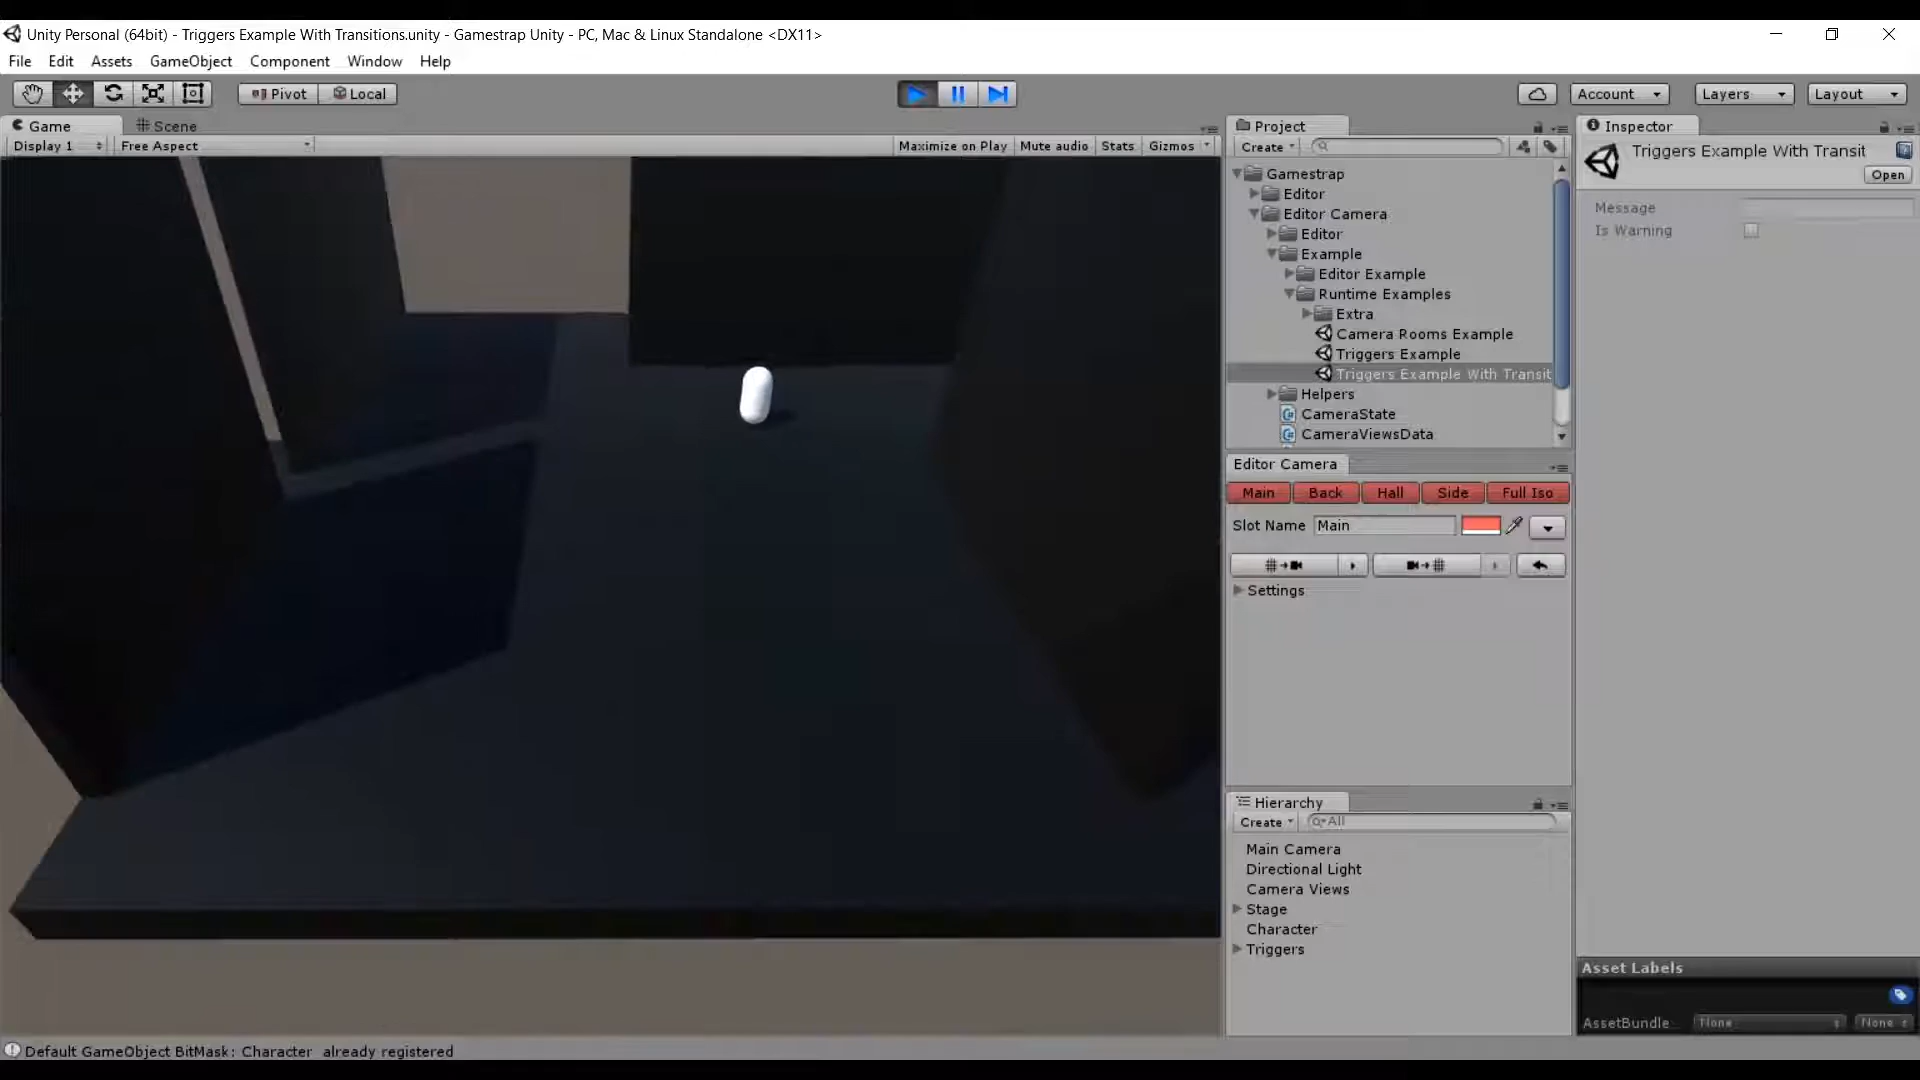 Unity Personal (64bit) - Triggers Example With Transitions.unity - Gamestrap Unity - PC, Mac & Linux Standalone <DX11>
File Edit Assets GameObject Component Window Help
Pivot Local Account Layers Layout
Game Scene
Display 1 Free Aspect Maximize on Play Mute audio Stats Gizmos
Project
Create
Gamestrap
Editor
Editor Camera
Editor
Example
Editor Example
Runtime Examples
Extra
Camera Rooms Example
Triggers Example
Triggers Example With Transit
Helpers
CameraState
CameraViewsData
Editor Camera
Main Back Hall Side Full Iso
Slot Name Main
Settings
Hierarchy
Create All
Main Camera
Directional Light
Camera Views
Stage
Character
Triggers
Inspector
Triggers Example With Transit
Open
Message
Is Warning
Asset Labels
AssetBundle None None
Default GameObject BitMask: Character already registered